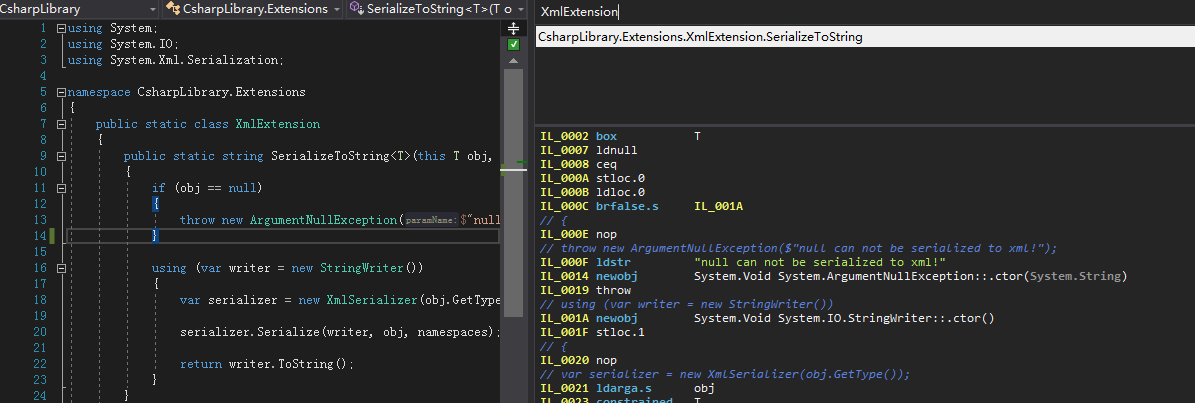 CsharpLibrary
CsharpLibrary.Extensions
SerializeToString<T>(T o
1 using System;
2 using System.IO;
3 using System.Xml.Serialization;
4
5 namespace CsharpLibrary.Extensions
6 {
7 public static class XmlExtension
8 {
9 public static string SerializeToString<T>(this T obj,
10 {
11 if (obj == null)
12 {
13 throw new ArgumentNullException(paramName:$"null
14 }
15
16 using (var writer = new StringWriter())
17 {
18 var serializer = new XmlSerializer(obj.GetType
19
20 serializer.Serialize(writer, obj, namespaces);
21
22 return writer.ToString();
23 }
24 }
XmlExtension
CsharpLibrary.Extensions.XmlExtension.SerializeToString
IL_0002 box T
IL_0007 ldnull
IL_0008 ceq
IL_000A stloc.0
IL_000B ldloc.0
IL_000C brfalse.s IL_001A
// {
IL_000E nop
// throw new ArgumentNullException($"null can not be serialized to xml!");
IL_000F ldstr "null can not be serialized to xml!"
IL_0014 newobj System.Void System.ArgumentNullException::.ctor(System.String)
IL_0019 throw
// using (var writer = new StringWriter())
IL_001A newobj System.Void System.IO.StringWriter::.ctor()
IL_001F stloc.1
// {
IL_0020 nop
// var serializer = new XmlSerializer(obj.GetType());
IL_0021 ldarga.s obj
IL_0023 constrained T